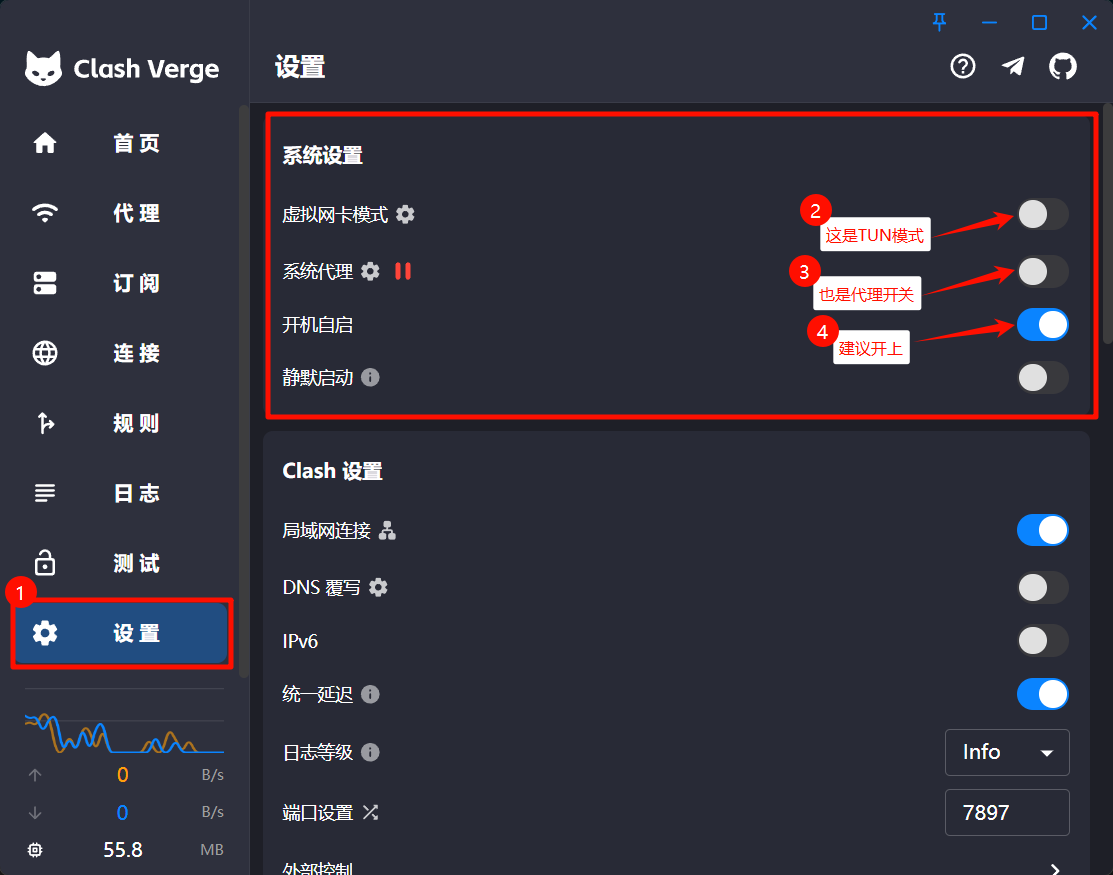 Clash Verge
首页
代理
订阅
连接
规则
日志
测试
1
设置
0 B/s
0 B/s
55.8 MB
设置
系统设置
虚拟网卡模式
2
这是TUN模式
系统代理
3
也是代理开关
开机自启
4
建议开上
静默启动
Clash 设置
局域网连接
DNS 覆写
IPv6
统一延迟
日志等级
Info
端口设置
7897
外部控制